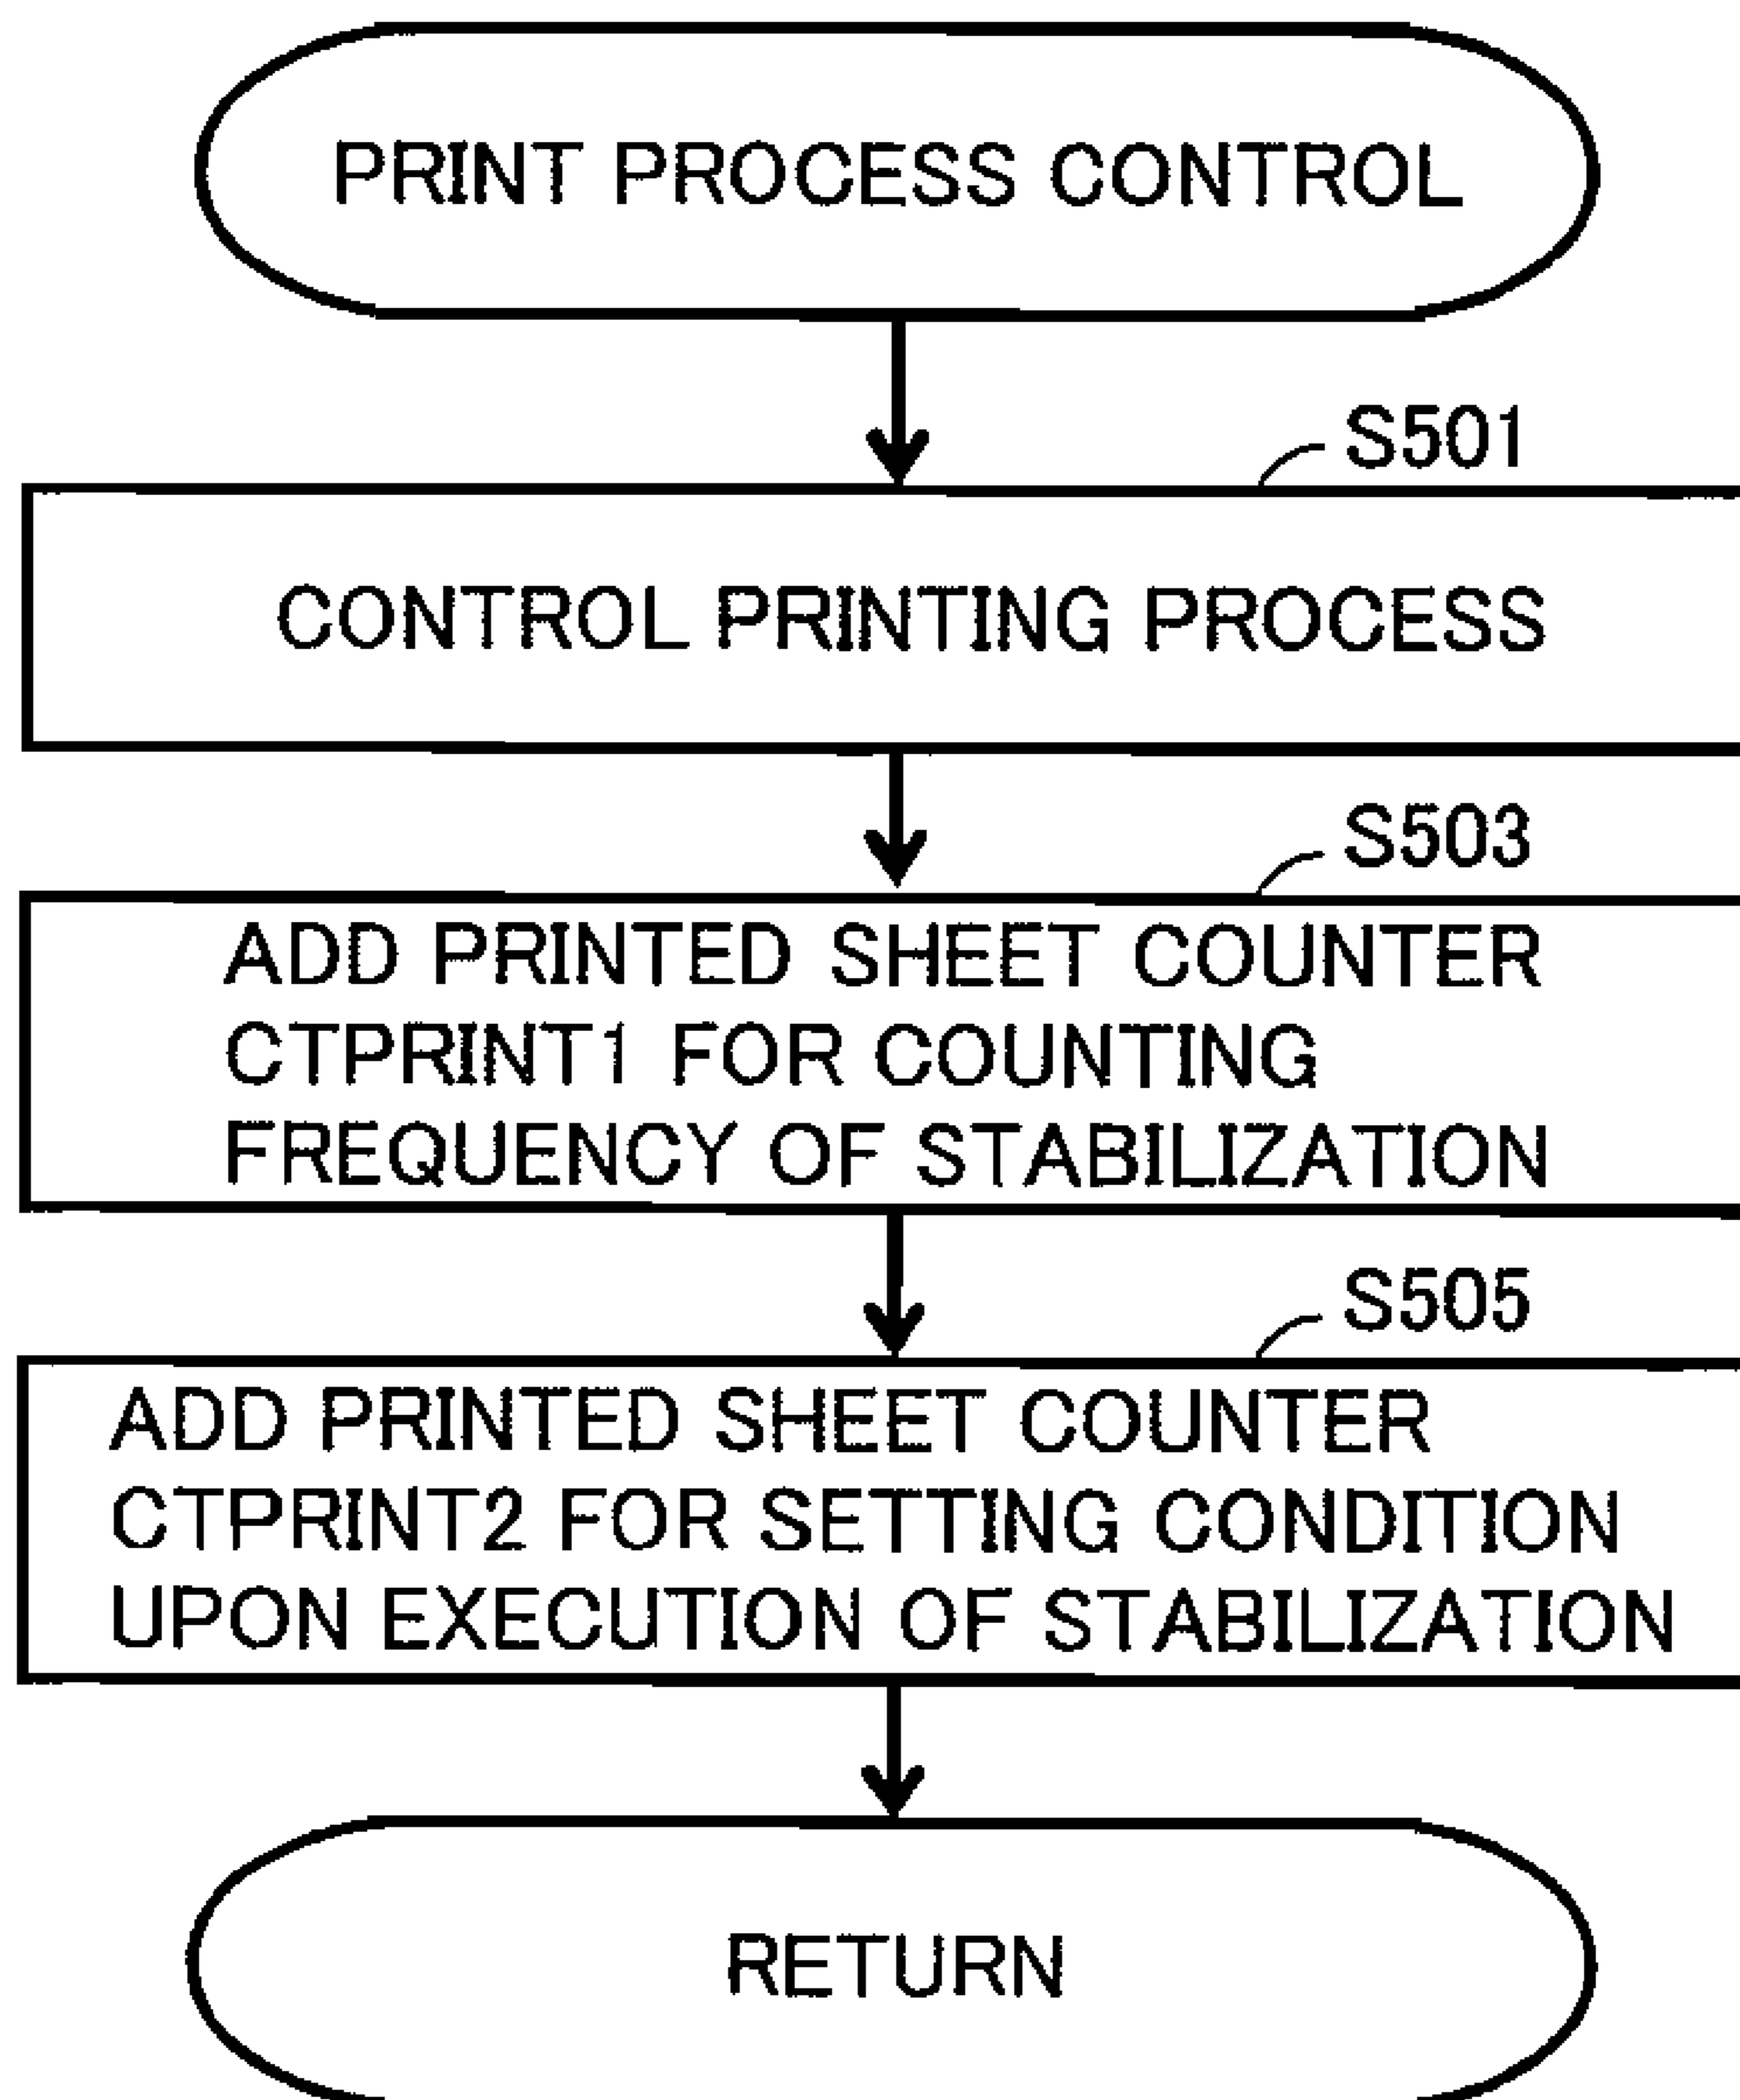 PRINT PROCESS CONTROL
S501
CONTROL PRINTING PROCESS
S503
ADD PRINTED SHEET COUNTER
CTPRINT1 FOR COUNTING
FREQUENCY OF STABILIZATION
S505
ADD PRINTED SHEET COUNTER
CTPRINT2 FOR SETTING CONDITION
UPON EXECUTION OF STABILIZATION
RETURN